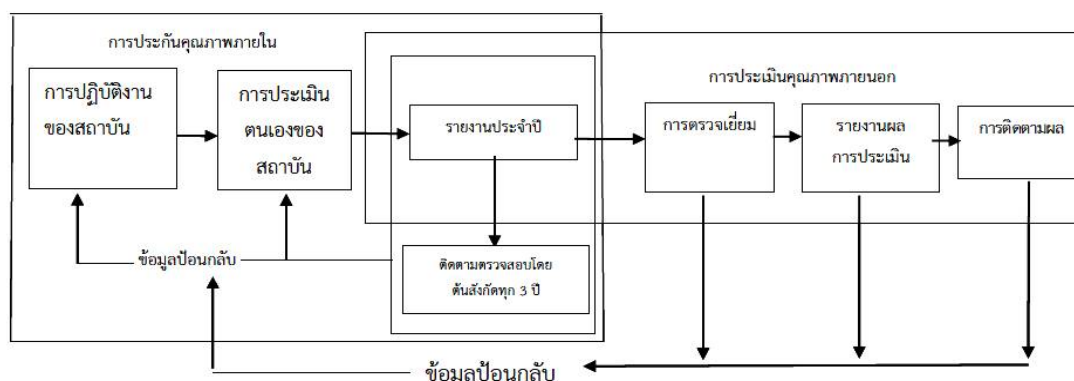 การประกันคุณภาพภายใน
การประเมินคุณภาพภายนอก
การปฏิบัติงาน
ของสถาบัน
การประเมิน
ตนเองของ
สถาบัน
รายงานประจำปี
การตรวจเยี่ยม
รายงานผล
การประเมิน
การติดตามผล
ข้อมูลป้อนกลับ
ติดตามตรวจสอบโดย
ต้นสังกัดทุก 3 ปี
ข้อมูลป้อนกลับ